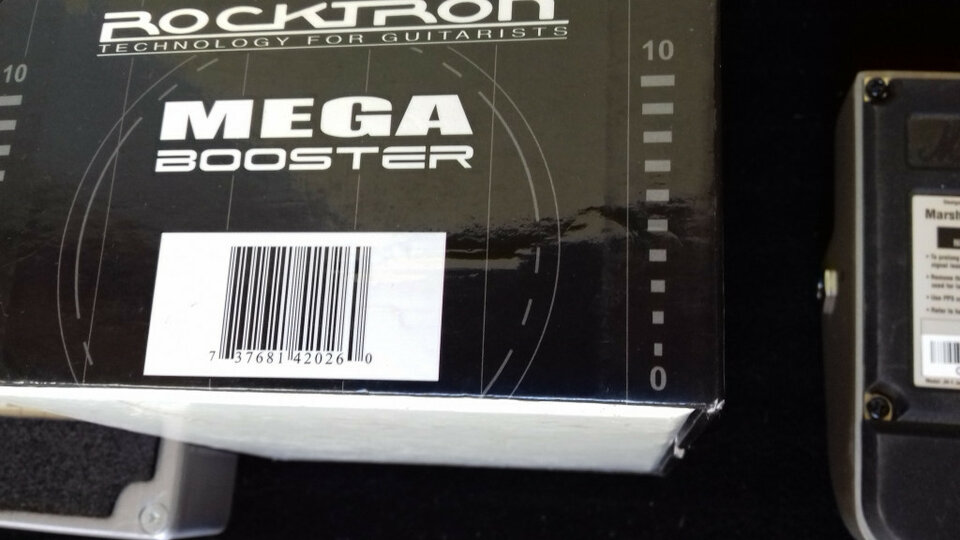 ROCKTRON
TECHNOLOGY FOR GUITARISTS
10
10
MEGA
BOOSTER
7 37681 42026 0
0
Marsh